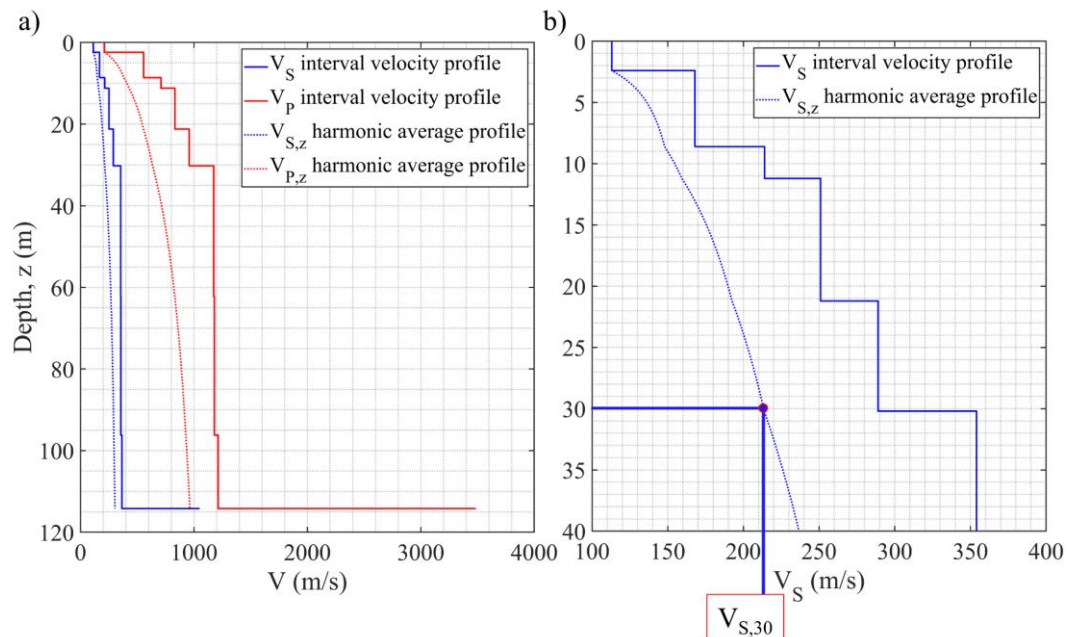 a)
0
20
40
60
80
100
120
Depth, z (m)
0
1000
2000
3000
4000
V (m/s)
V_S interval velocity profile
V_P interval velocity profile
V_S,z harmonic average profile
V_P,z harmonic average profile
b)
0
5
10
15
20
25
30
35
40
100
150
200
250
300
350
400
V_S (m/s)
V_S interval velocity profile
V_S,z harmonic average profile
V_S,30